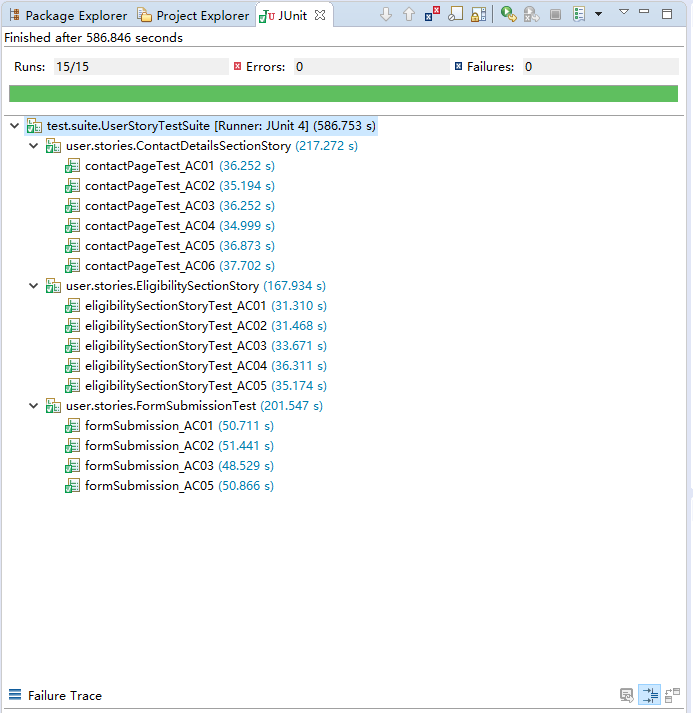 Package Explorer Project Explorer JUnit
Finished after 586.846 seconds
Runs: 15/15 Errors: 0 Failures: 0
test.suite.UserStoryTestSuite [Runner: JUnit 4] (586.753 s)
user.stories.ContactDetailsSectionStory (217.272 s)
contactPageTest_AC01 (36.252 s)
contactPageTest_AC02 (35.194 s)
contactPageTest_AC03 (36.252 s)
contactPageTest_AC04 (34.999 s)
contactPageTest_AC05 (36.873 s)
contactPageTest_AC06 (37.702 s)
user.stories.EligibilitySectionStory (167.934 s)
eligibilitySectionStoryTest_AC01 (31.310 s)
eligibilitySectionStoryTest_AC02 (31.468 s)
eligibilitySectionStoryTest_AC03 (33.671 s)
eligibilitySectionStoryTest_AC04 (36.311 s)
eligibilitySectionStoryTest_AC05 (35.174 s)
user.stories.FormSubmissionTest (201.547 s)
formSubmission_AC01 (50.711 s)
formSubmission_AC02 (51.441 s)
formSubmission_AC03 (48.529 s)
formSubmission_AC05 (50.866 s)
Failure Trace